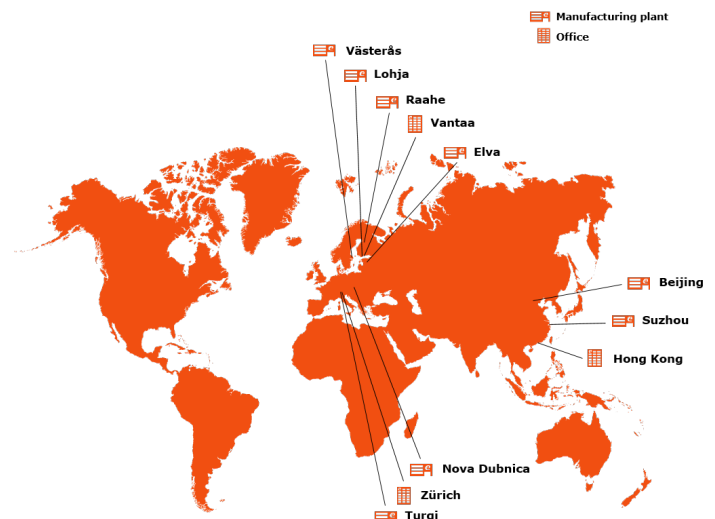 Manufacturing plant
Office
Västerås
Lohja
Raahe
Vantaa
Elva
Beijing
Suzhou
Hong Kong
Nova Dubnica
Zürich
Turgi